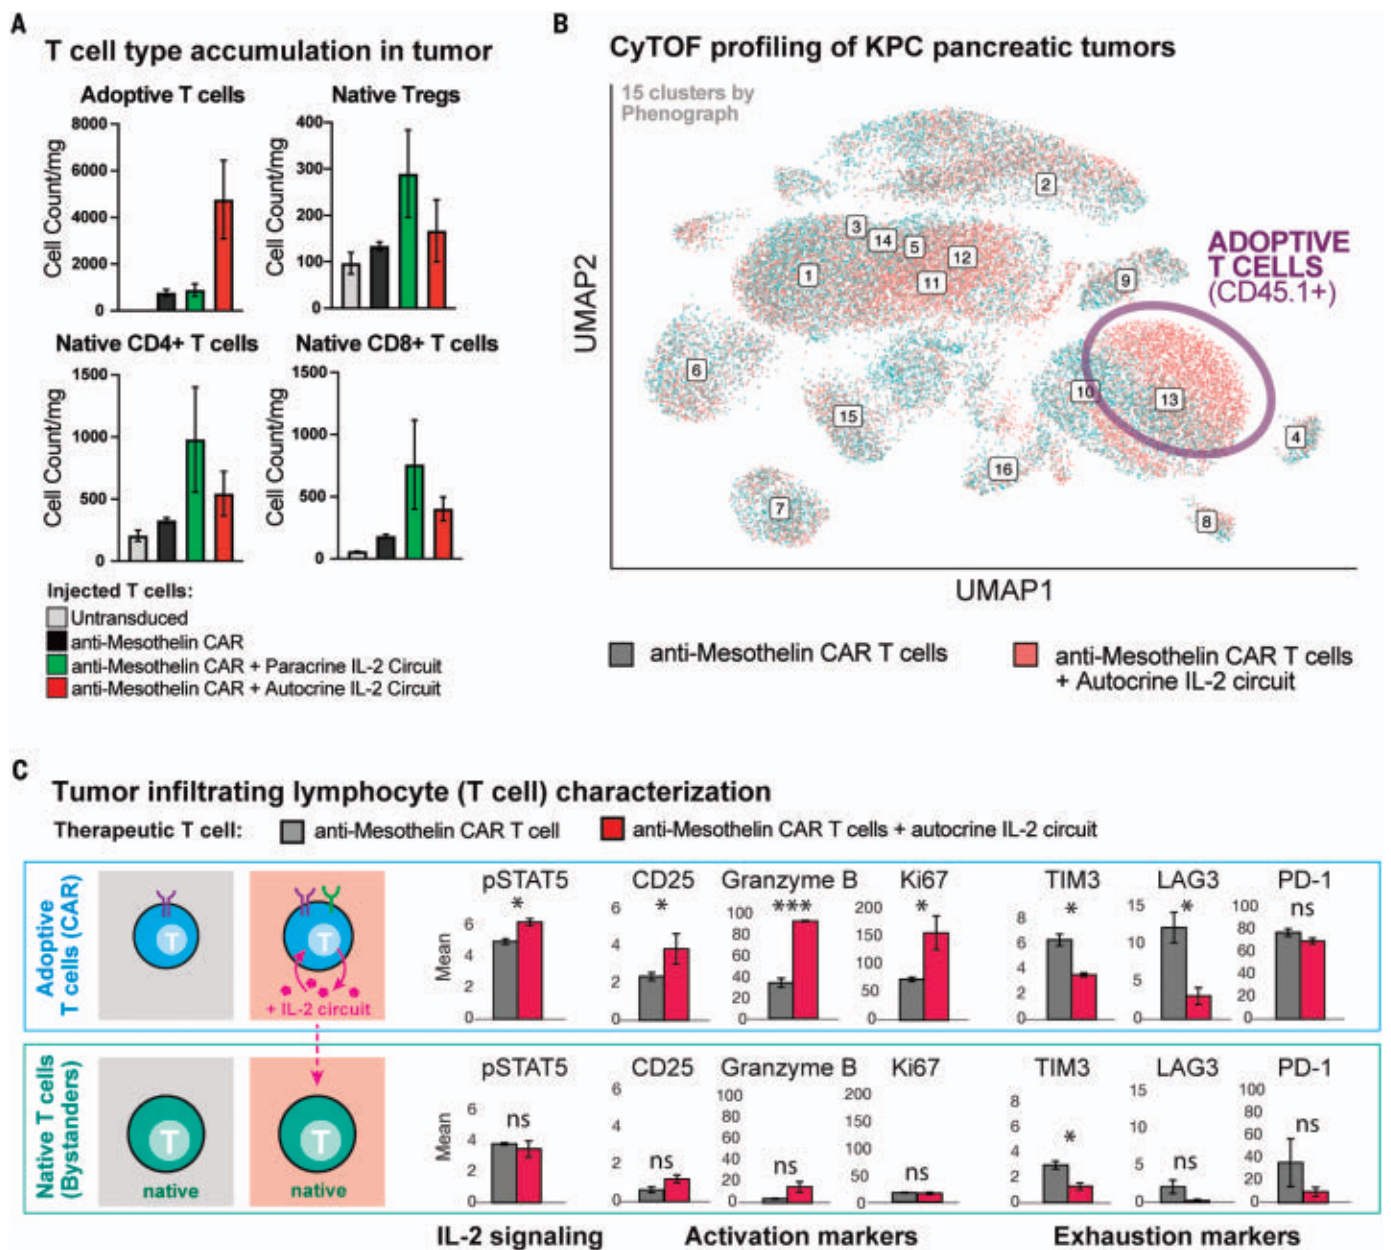 A
T cell type accumulation in tumor
Adoptive T cells
Cell Count/mg
8000
6000
4000
2000
0
Native Tregs
Cell Count/mg
400
300
200
100
0
Native CD4+ T cells
Cell Count/mg
1500
1000
500
0
Native CD8+ T cells
Cell Count/mg
1500
1000
500
0
Injected T cells:
Untransduced
anti-Mesothelin CAR
anti-Mesothelin CAR + Paracrine IL-2 Circuit
anti-Mesothelin CAR + Autocrine IL-2 Circuit
B
CyTOF profiling of KPC pancreatic tumors
15 clusters by
Phenograph
UMAP2
2
3
14
5
12
1
11
9
ADOPTIVE
T CELLS
(CD45.1+)
6
10
13
15
4
16
7
8
UMAP1
anti-Mesothelin CAR T cells
anti-Mesothelin CAR T cells
+ Autocrine IL-2 circuit
C
Tumor infiltrating lymphocyte (T cell) characterization
Therapeutic T cell:
anti-Mesothelin CAR T cell
anti-Mesothelin CAR T cells + autocrine IL-2 circuit
Adoptive
T cells (CAR)
T
T
+ IL-2 circuit
Mean
pSTAT5
*
6
4
2
0
CD25
*
6
4
2
0
Granzyme B
***
100
80
60
40
20
0
Ki67
*
200
150
100
50
0
TIM3
*
8
6
4
2
0
LAG3
*
15
10
5
0
PD-1
ns
100
80
60
40
20
0
Native T cells
(Bystanders)
T
native
T
native
Mean
pSTAT5
ns
6
4
2
0
CD25
ns
6
4
2
0
Granzyme B
ns
100
80
60
40
20
0
Ki67
ns
200
150
100
50
0
TIM3
*
8
6
4
2
0
LAG3
ns
15
10
5
0
PD-1
ns
100
80
60
40
20
0
IL-2 signaling
Activation markers
Exhaustion markers